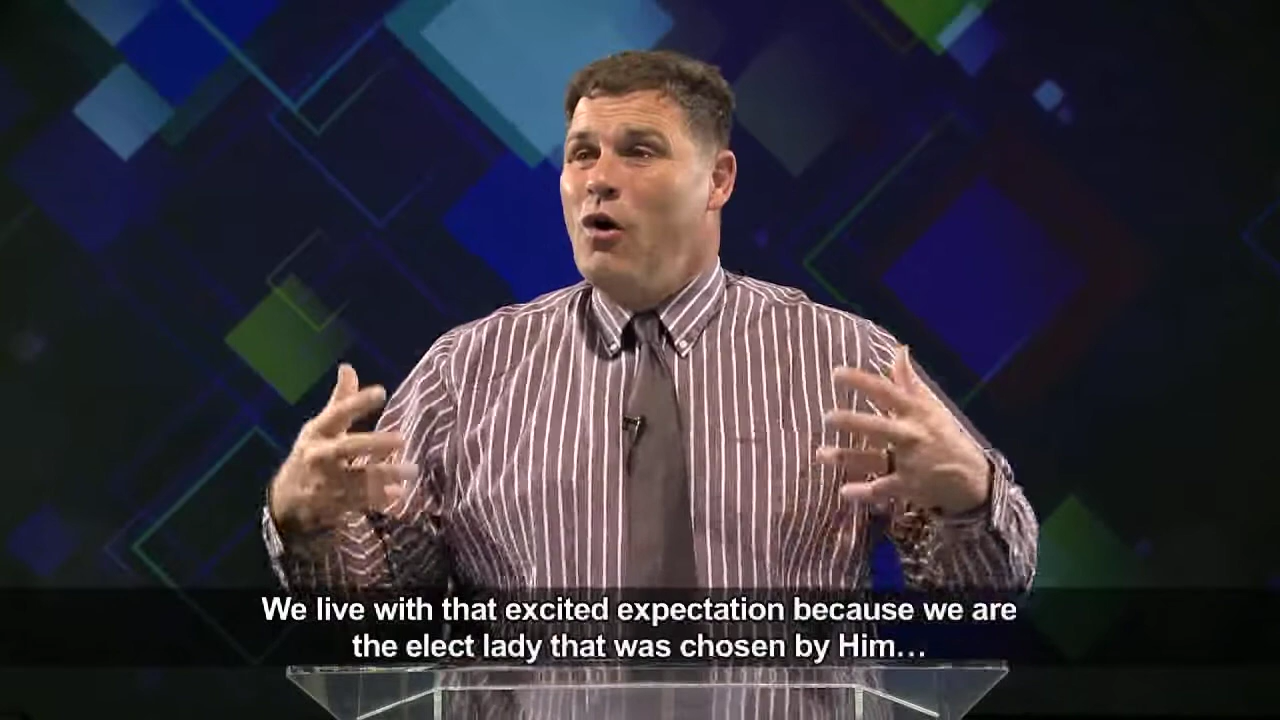 We live with that excited expectation because we are
the elect lady that was chosen by Him...